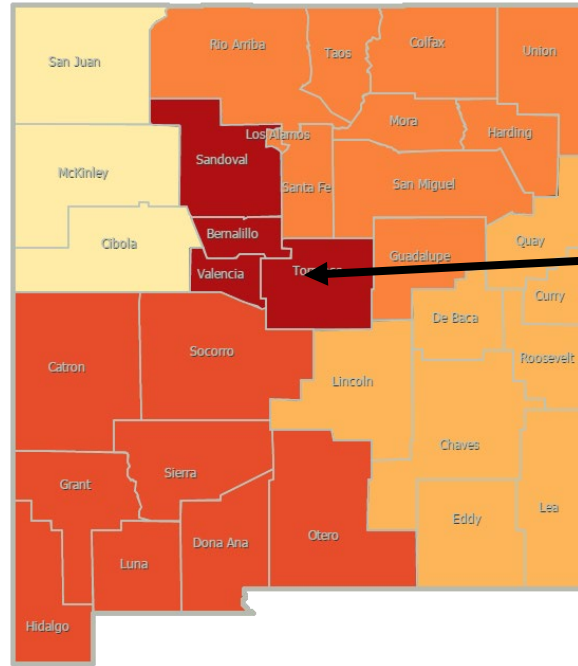 San Juan
Rio Arriba
Taos
Colfax
Union
Los Alamos
Mora
Harding
McKinley
Sandoval
Santa Fe
San Miguel
Cibola
Bernalillo
Valencia
Guadalupe
Quay
Curry
De Baca
Roosevelt
Catron
Socorro
Lincoln
Chaves
Grant
Sierra
Otero
Eddy
Lea
Luna
Dona Ana
Hidalgo